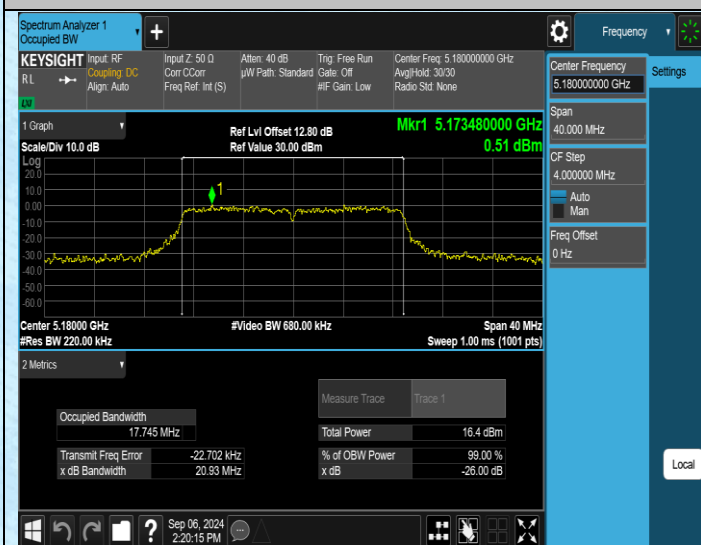 Spectrum Analyzer 1
Occupied BW
Frequency
KEYSIGHT
R L
Input: RF
Coupling: DC
Align: Auto
Input Z: 50 Ω
Corr CCorr
Freq Ref: Int (S)
Atten: 40 dB
µW Path: Standard
Trig: Free Run
Gate: Off
#IF Gain: Low
Center Freq: 5.180000000 GHz
Avg|Hold: 30/30
Radio Std: None
Center Frequency
5.180000000 GHz
Settings
Span
40.000 MHz
CF Step
4.000000 MHz
Auto
Man
Freq Offset
0 Hz
1 Graph
Scale/Div 10.0 dB
Ref Lvl Offset 12.80 dB
Ref Value 30.00 dBm
Mkr1 5.173480000 GHz
0.51 dBm
Log
20.0
10.0
0.00
-10.0
-20.0
-30.0
-40.0
-50.0
-60.0
1
Center 5.18000 GHz
#Res BW 220.00 kHz
#Video BW 680.00 kHz
Span 40 MHz
Sweep 1.00 ms (1001 pts)
2 Metrics
Measure Trace
Trace 1
Occupied Bandwidth
17.745 MHz
Total Power
16.4 dBm
Transmit Freq Error
-22.702 kHz
% of OBW Power
99.00 %
x dB Bandwidth
20.93 MHz
x dB
-26.00 dB
Local
Sep 06, 2024
2:20:15 PM